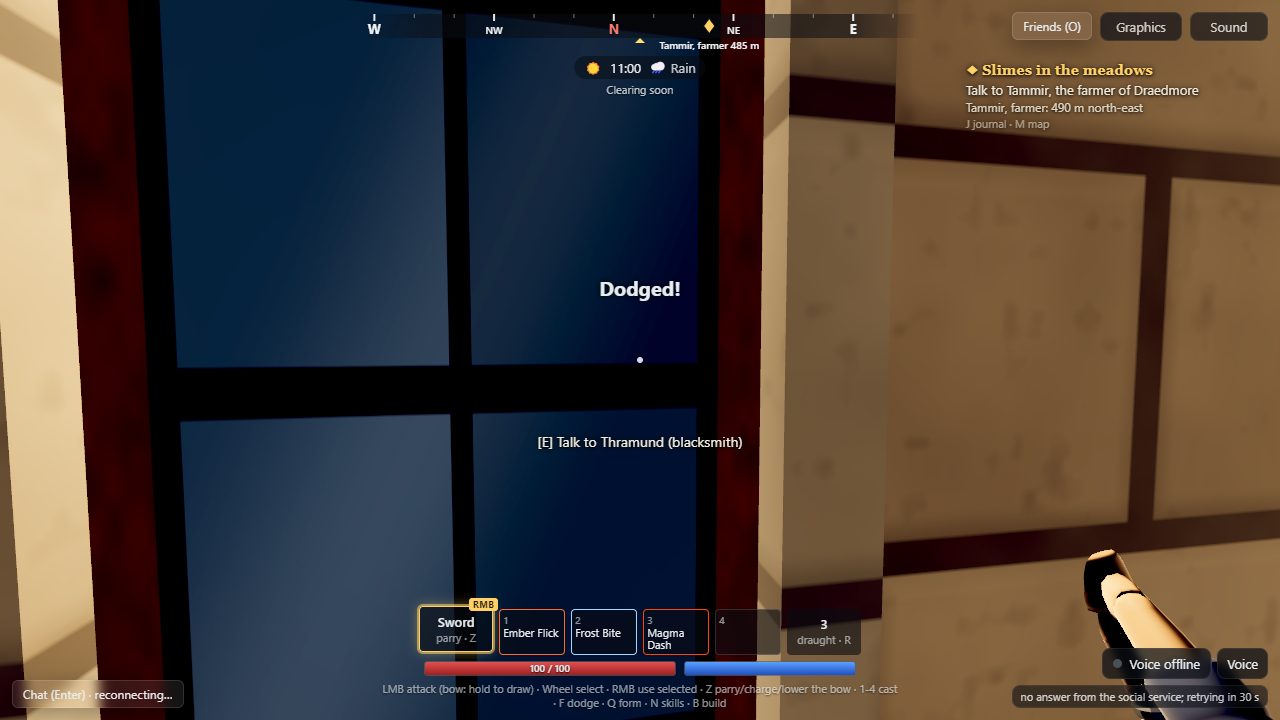 W NW N NE E
Tammir, farmer 485 m
11:00 Rain
Clearing soon
Friends (O) Graphics Sound
◆ Slimes in the meadows
Talk to Tammir, the farmer of Draedmore
Tammir, farmer: 490 m north-east
J journal · M map
Dodged!
[E] Talk to Thramund (blacksmith)
RMB
Sword
parry · Z
1
Ember Flick
2
Frost Bite
3
Magma
Dash
4
3
draught · R
100 / 100
LMB attack (bow: hold to draw) · Wheel select · RMB use selected · Z parry/charge/lower the bow · 1–4 cast
· F dodge · Q form · N skills · B build
Chat (Enter) · reconnecting...
Voice offline Voice
no answer from the social service; retrying in 30 s